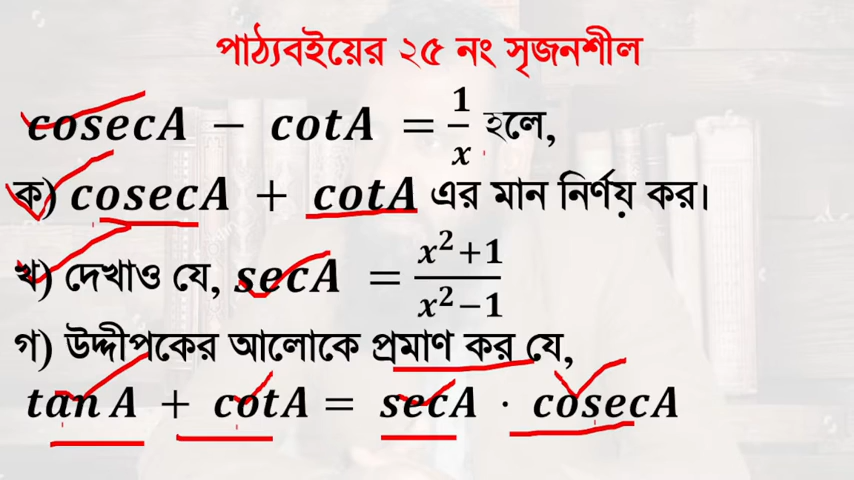 পাঠ্যবইয়ের ২৫ নং সৃজনশীল
cosecA − cotA = 1/x হলে,
ক) cosecA + cotA এর মান নির্ণয় কর।
খ) দেখাও যে, secA = (x²+1)/(x²−1)
গ) উদ্দীপকের আলোকে প্রমাণ কর যে,
tan A + cotA = secA · cosecA